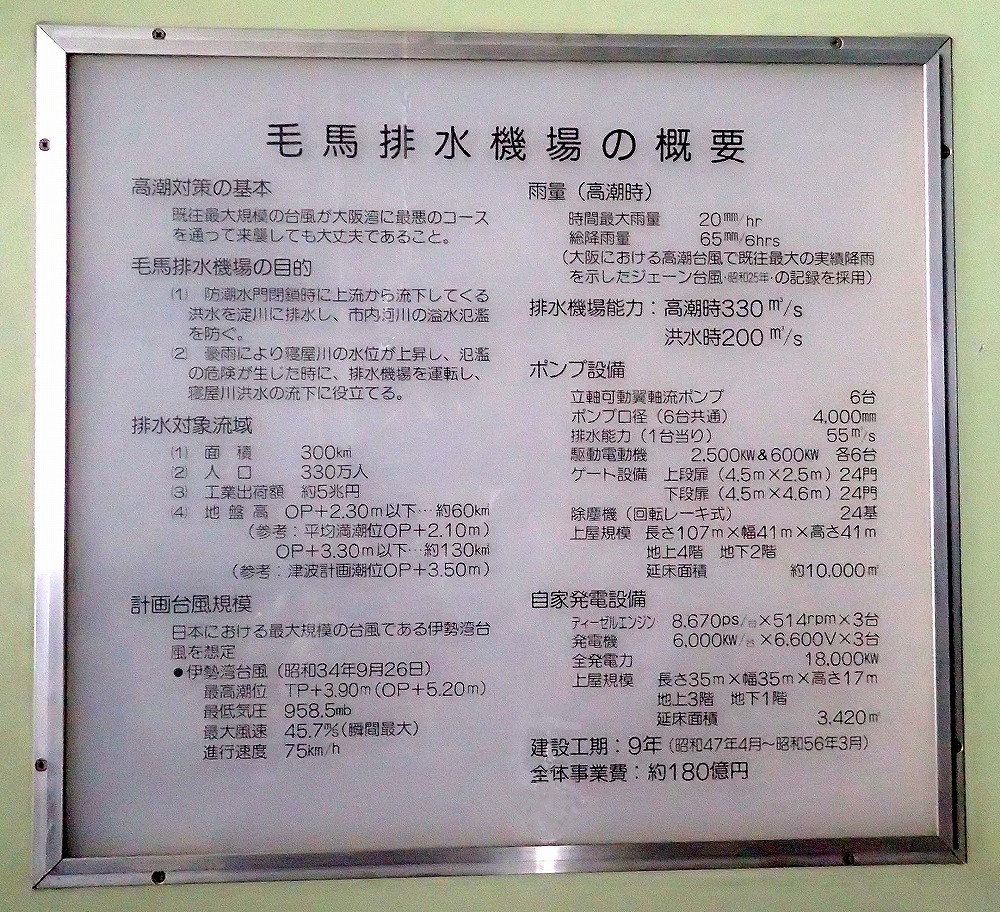 毛馬排水機場の概要
高潮対策の基本
既往最大規模の台風が大阪湾に最悪のコース
を通って来襲しても大丈夫であること。
毛馬排水機場の目的
⑴ 防潮水門閉鎖時に上流から流下してくる
洪水を淀川に排水し、市内河川の溢水氾濫
を防ぐ。
⑵ 豪雨により寝屋川の水位が上昇し、氾濫
の危険が生じた時に、排水機場を運転し、
寝屋川洪水の流下に役立てる。
排水対象流域
⑴ 面積 300k㎡
⑵ 人口 330万人
⑶ 工業出荷額 約5兆円
⑷ 地盤高 OP+2.30m以下…約60k㎡
(参考:平均満潮位OP+2.10m)
OP+3.30m以下…約130k㎡
(参考:津波計画潮位OP+3.50m)
計画台風規模
日本における最大規模の台風である伊勢湾台
風を想定
●伊勢湾台風(昭和34年9月26日)
最高潮位 TP+3.90m(OP+5.20m)
最低気圧 958.5mb
最大風速 45.7m/s(瞬間最大)
進行速度 75km/h
雨量(高潮時)
時間最大雨量 20mm/hr
総降雨量 65mm/6hrs
(大阪における高潮台風で既往最大の実績降雨
を示したジェーン台風・昭和25年・の記録を採用)
排水機場能力:高潮時330㎥/s
洪水時200㎥/s
ポンプ設備
立軸可動翼軸流ポンプ 6台
ポンプ口径(6台共通) 4,000mm
排水能力(1台当り) 55㎥/s
駆動電動機 2,500KW&600KW 各6台
ゲート設備 上段扉(4.5m×2.5m)24門
下段扉(4.5m×4.6m)24門
除塵機(回転レーキ式) 24基
上屋規模 長さ107m×幅41m×高さ41m
地上4階 地下2階
延床面積 約10,000㎡
自家発電設備
ディーゼルエンジン 8,670ps/台×514rpm×3台
発電機 6,000KW/台×6,600V×3台
全発電力 18,000KW
上屋規模 長さ35m×幅35m×高さ17m
地上3階 地下1階
延床面積 3,420㎡
建設工期:9年(昭和47年4月~昭和56年3月)
全体事業費:約180億円